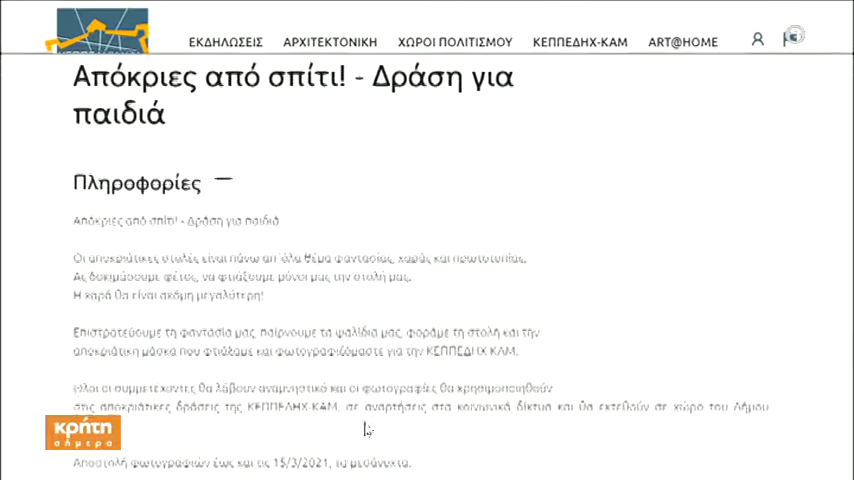 ΕΚΔΗΛΩΣΕΙΣ ΑΡΧΙΤΕΚΤΟΝΙΚΗ ΧΩΡΟΙ ΠΟΛΙΤΙΣΜΟΥ ΚΕΠΠΕΔΗΧ-ΚΑΜ ART@HOME
Απόκριες από σπίτι! - Δράση για
παιδιά
Πληροφορίες —
Απόκριες από σπίτι! - Δράση για παιδιά
Οι αποκριάτικες στολές είναι πάνω απ΄όλα θέμα φαντασίας, χαράς και πρωτοτυπίας.
Ας δοκιμάσουμε φέτος, να φτιάξουμε μόνοι μας την στολή μας.
Η χαρά θα είναι ακόμη μεγαλύτερη!
Επιστρατεύουμε τη φαντασία μας, παίρνουμε τα ψαλίδια μας, φοράμε τη στολή και την
αποκριάτικη μάσκα που φτιάξαμε και φωτογραφιζόμαστε για την ΚΕΠΠΕΔΗΧ ΚΑΜ.
Όλοι οι συμμετέχοντες θα λάβουν αναμνηστικό και οι φωτογραφίες θα χρησιμοποιηθούν
στις αποκριάτικες δράσεις της ΚΕΠΠΕΔΗΧ-ΚΑΜ, σε αναρτήσεις στα κοινωνικά δίκτυα και θα εκτεθούν σε χώρο του Δήμου
κρήτη
σήμερα
Αποστολή φωτογραφιών έως και τις 15/3/2021, τα μεσάνυχτα.